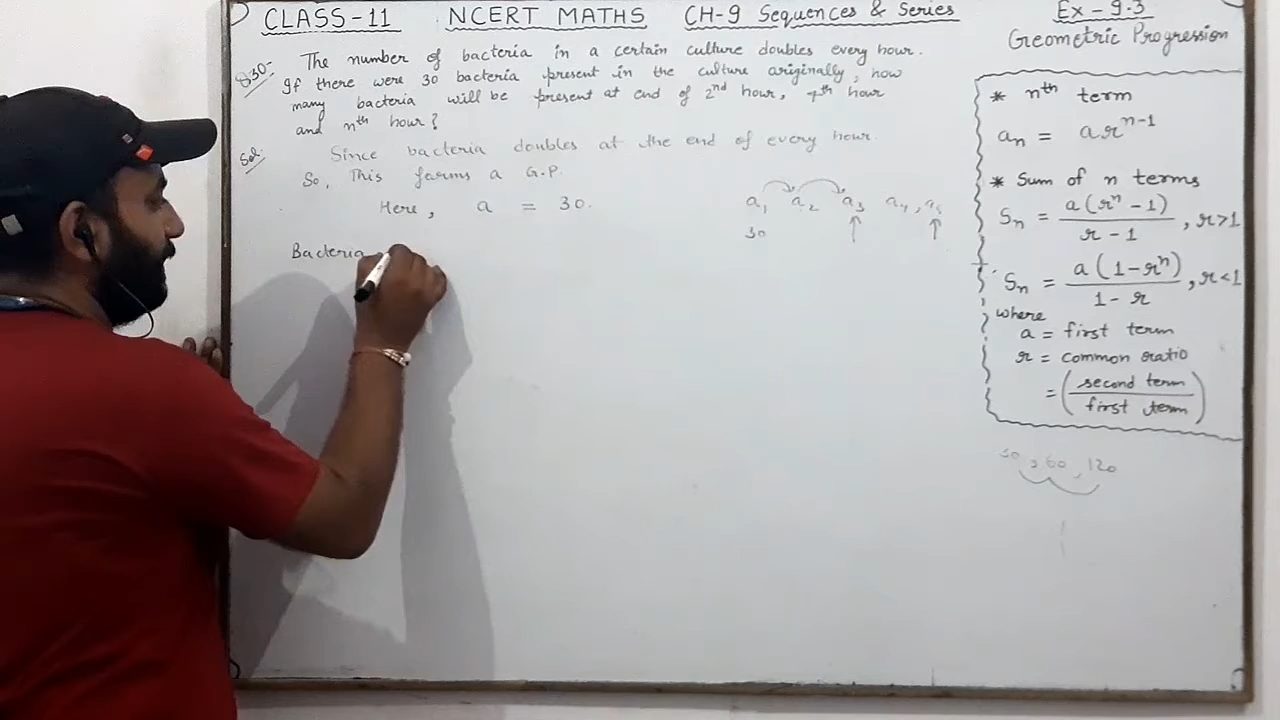 CLASS-11 NCERT MATHS CH-9 Sequences & Series Ex-9.3
Geometric Progression
Q30- The number of bacteria in a certain culture doubles every hour.
If there were 30 bacteria present in the culture originally, how
many bacteria will be present at end of 2nd hour, 4th hour
and nth hour?
Sol. Since bacteria doubles at the end of every hour.
So, This forms a G.P.
Here, a = 30.
Bacteria
a1 a2 a3 a4, a5
30
* nth term
an = ar^(n-1)
* Sum of n terms
Sn = a(r^n - 1) / r - 1, r>1
Sn = a(1 - r^n) / 1 - r, r<1
where
a = first term
r = common ratio
= (second term / first term)
30, 60, 120